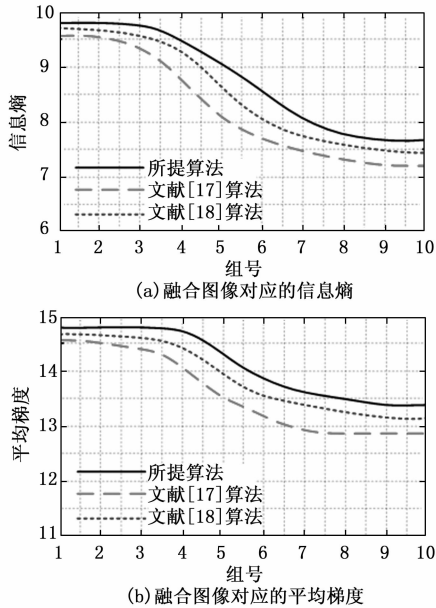 10
9
8
7
6
信息熵
所提算法
文献[17]算法
文献[18]算法
1 2 3 4 5 6 7 8 9 10
组号
(a)融合图像对应的信息熵
15
14
13
12
11
平均梯度
所提算法
文献[17]算法
文献[18]算法
1 2 3 4 5 6 7 8 9 10
组号
(b)融合图像对应的平均梯度